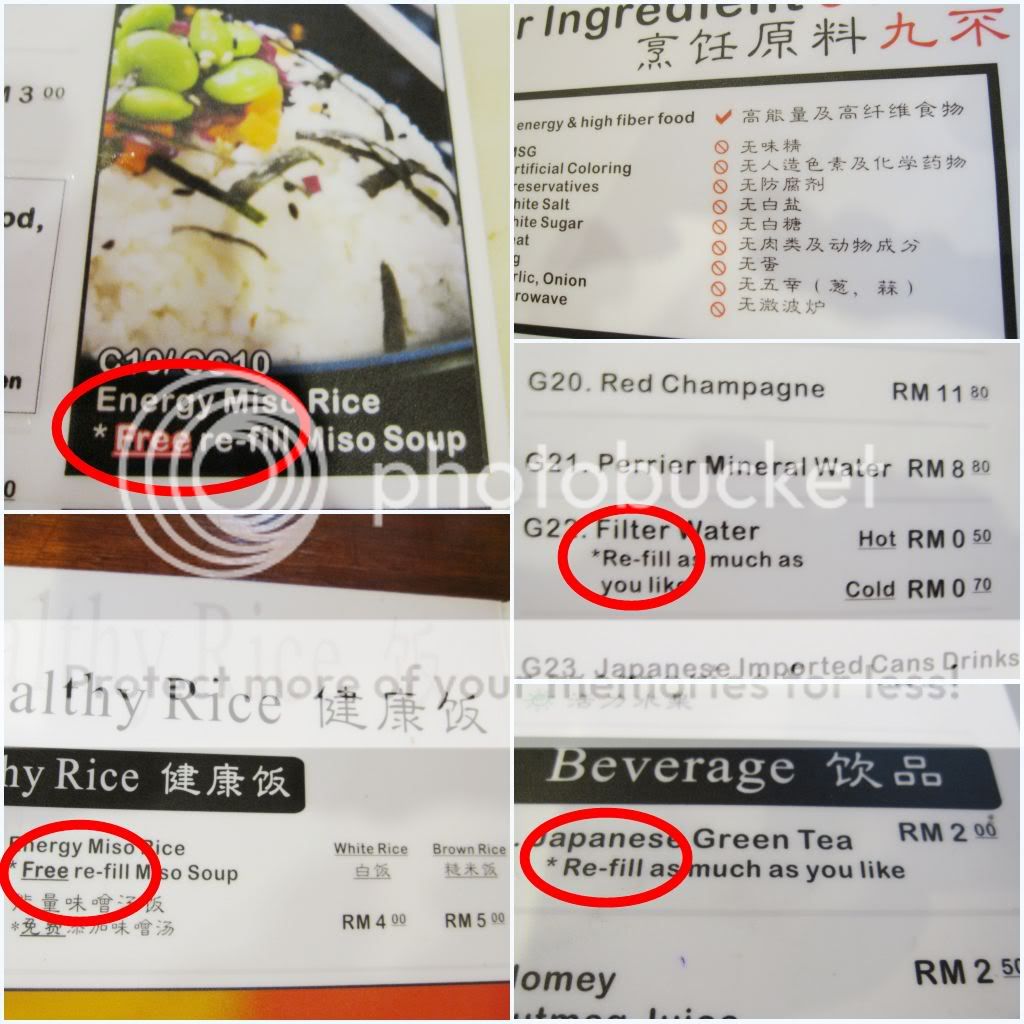 13 00
od,
C10/ CC10
Energy Miso Rice
* Free re-fill Miso Soup
r Ingredient
烹饪原料 九不
energy & high fiber food 高能量及高纤维食物
MSG 无味精
rtificial Coloring 无人造色素及化学药物
reservatives 无防腐剂
hite Salt 无白盐
hite Sugar 无白糖
eat 无肉类及动物成分
g 无蛋
rlic, Onion 无五辛 ( 葱、蒜 )
rowave 无微波炉
G20. Red Champagne RM 11 80
G21. Perrier Mineral Water RM 8 80
G22. Filter Water Hot RM 0 50
*Re-fill as much as
you like Cold RM 0 70
G23. Japanese Imported Cans Drinks
photobucket
Protect more of your memories for less!
althy Rice 健康饭
hy Rice 健康饭
Energy Miso Rice White Rice Brown Rice
* Free re-fill Miso Soup 白饭 糙米饭
能量味噌汤饭
*免费添加味噌汤 RM 4 00 RM 5 00
Beverage 饮品
Japanese Green Tea RM 2 00
* Re-fill as much as you like
omey RM 2 50
utmeg Juice